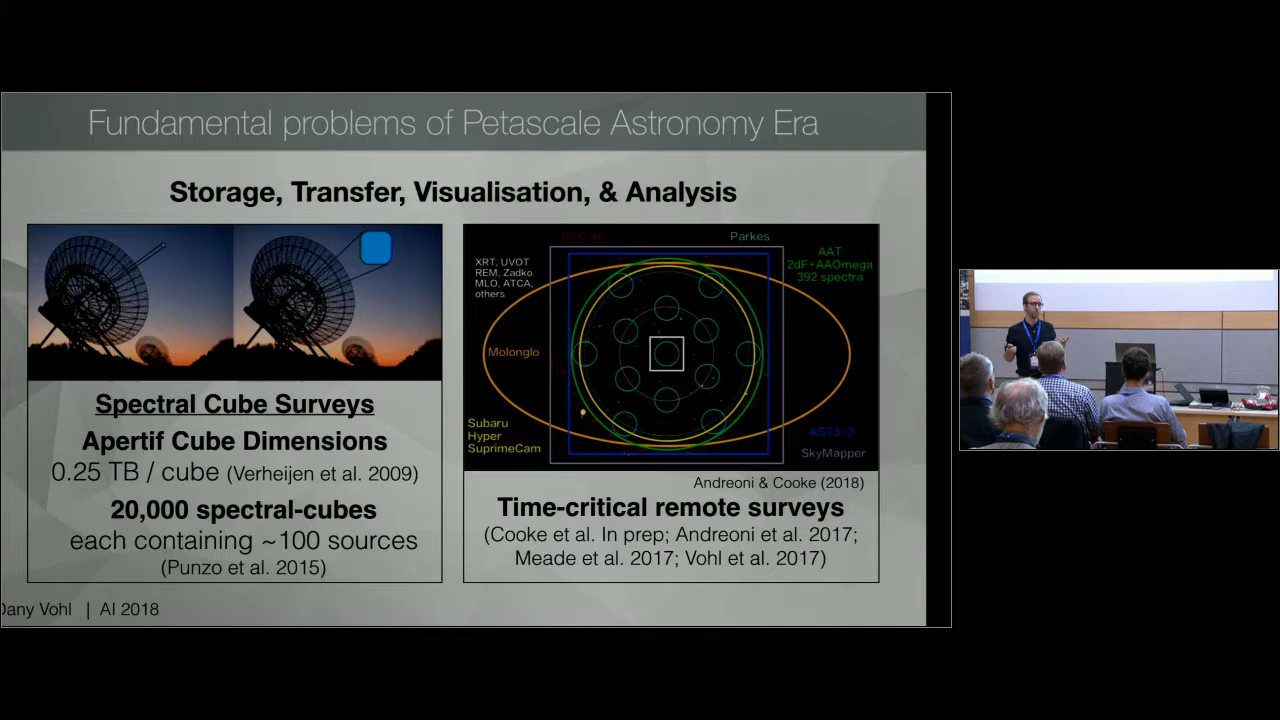 Fundamental problems of Petascale Astronomy Era
Storage, Transfer, Visualisation, & Analysis
Spectral Cube Surveys
Apertif Cube Dimensions
0.25 TB / cube (Verheijen et al. 2009)
20,000 spectral-cubes
each containing ~100 sources
(Punzo et al. 2015)
DECam
Parkes
XRT, UVOT
REM, Zadko
MLO, ATCA,
others
AAT
2dF+AAOmega
392 spectra
Molonglo
Subaru
Hyper
SuprimeCam
AST3-2
SkyMapper
Andreoni & Cooke (2018)
Time-critical remote surveys
(Cooke et al. In prep; Andreoni et al. 2017;
Meade et al. 2017; Vohl et al. 2017)
Dany Vohl | AI 2018